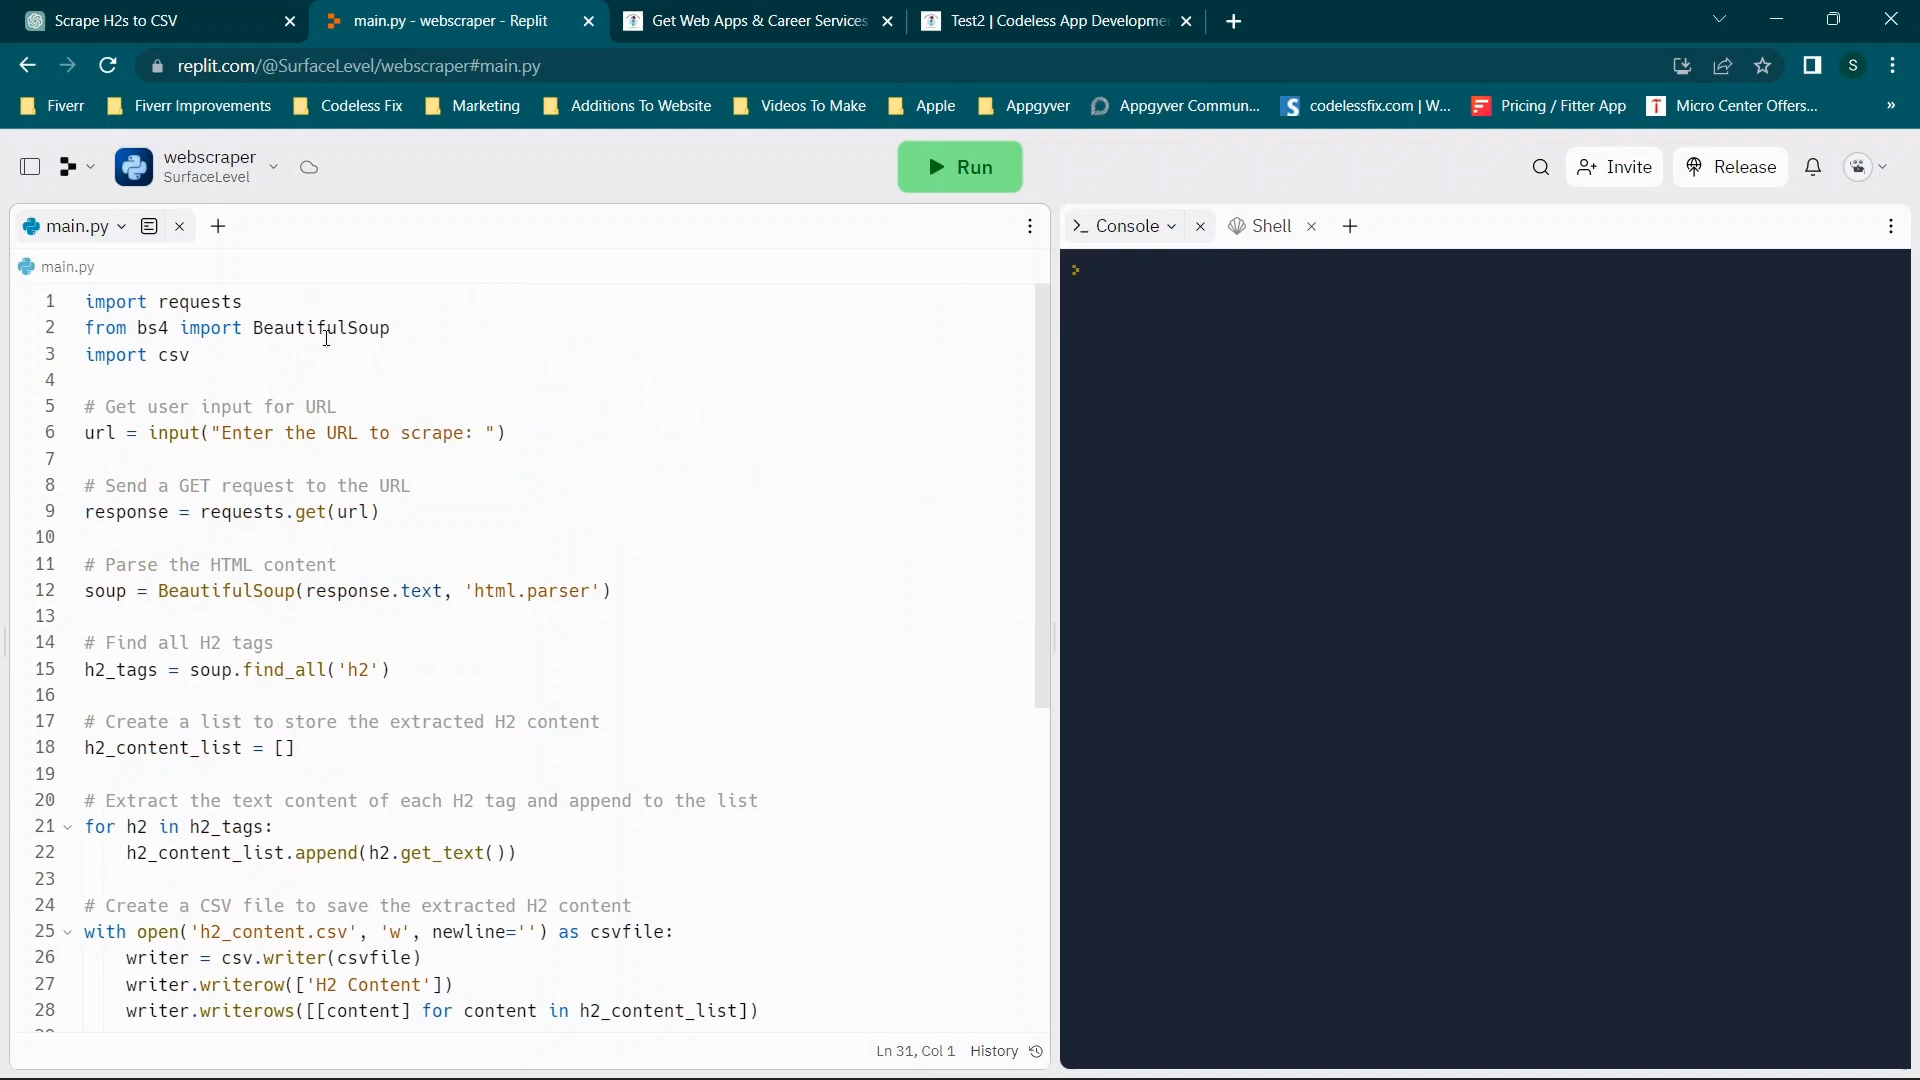 Scrape H2s to CSV
main.py - webscraper - Replit
Get Web Apps & Career Services
Test2 | Codeless App Developme
replit.com/@SurfaceLevel/webscraper#main.py
S
Fiverr
Fiverr Improvements
Codeless Fix
Marketing
Additions To Website
Videos To Make
Apple
Appgyver
Appgyver Commun...
codelessfix.com | W...
Pricing / Fitter App
Micro Center Offers...
»
webscraper
SurfaceLevel
Run
Invite
Release
main.py
Console
Shell
main.py
>
1 import requests
2 from bs4 import BeautifulSoup
3 import csv
4
5 # Get user input for URL
6 url = input("Enter the URL to scrape: ")
7
8 # Send a GET request to the URL
9 response = requests.get(url)
10
11 # Parse the HTML content
12 soup = BeautifulSoup(response.text, 'html.parser')
13
14 # Find all H2 tags
15 h2_tags = soup.find_all('h2')
16
17 # Create a list to store the extracted H2 content
18 h2_content_list = []
19
20 # Extract the text content of each H2 tag and append to the list
21 for h2 in h2_tags:
22 h2_content_list.append(h2.get_text())
23
24 # Create a CSV file to save the extracted H2 content
25 with open('h2_content.csv', 'w', newline='') as csvfile:
26 writer = csv.writer(csvfile)
27 writer.writerow(['H2 Content'])
28 writer.writerows([[content] for content in h2_content_list])
Ln 31, Col 1 History